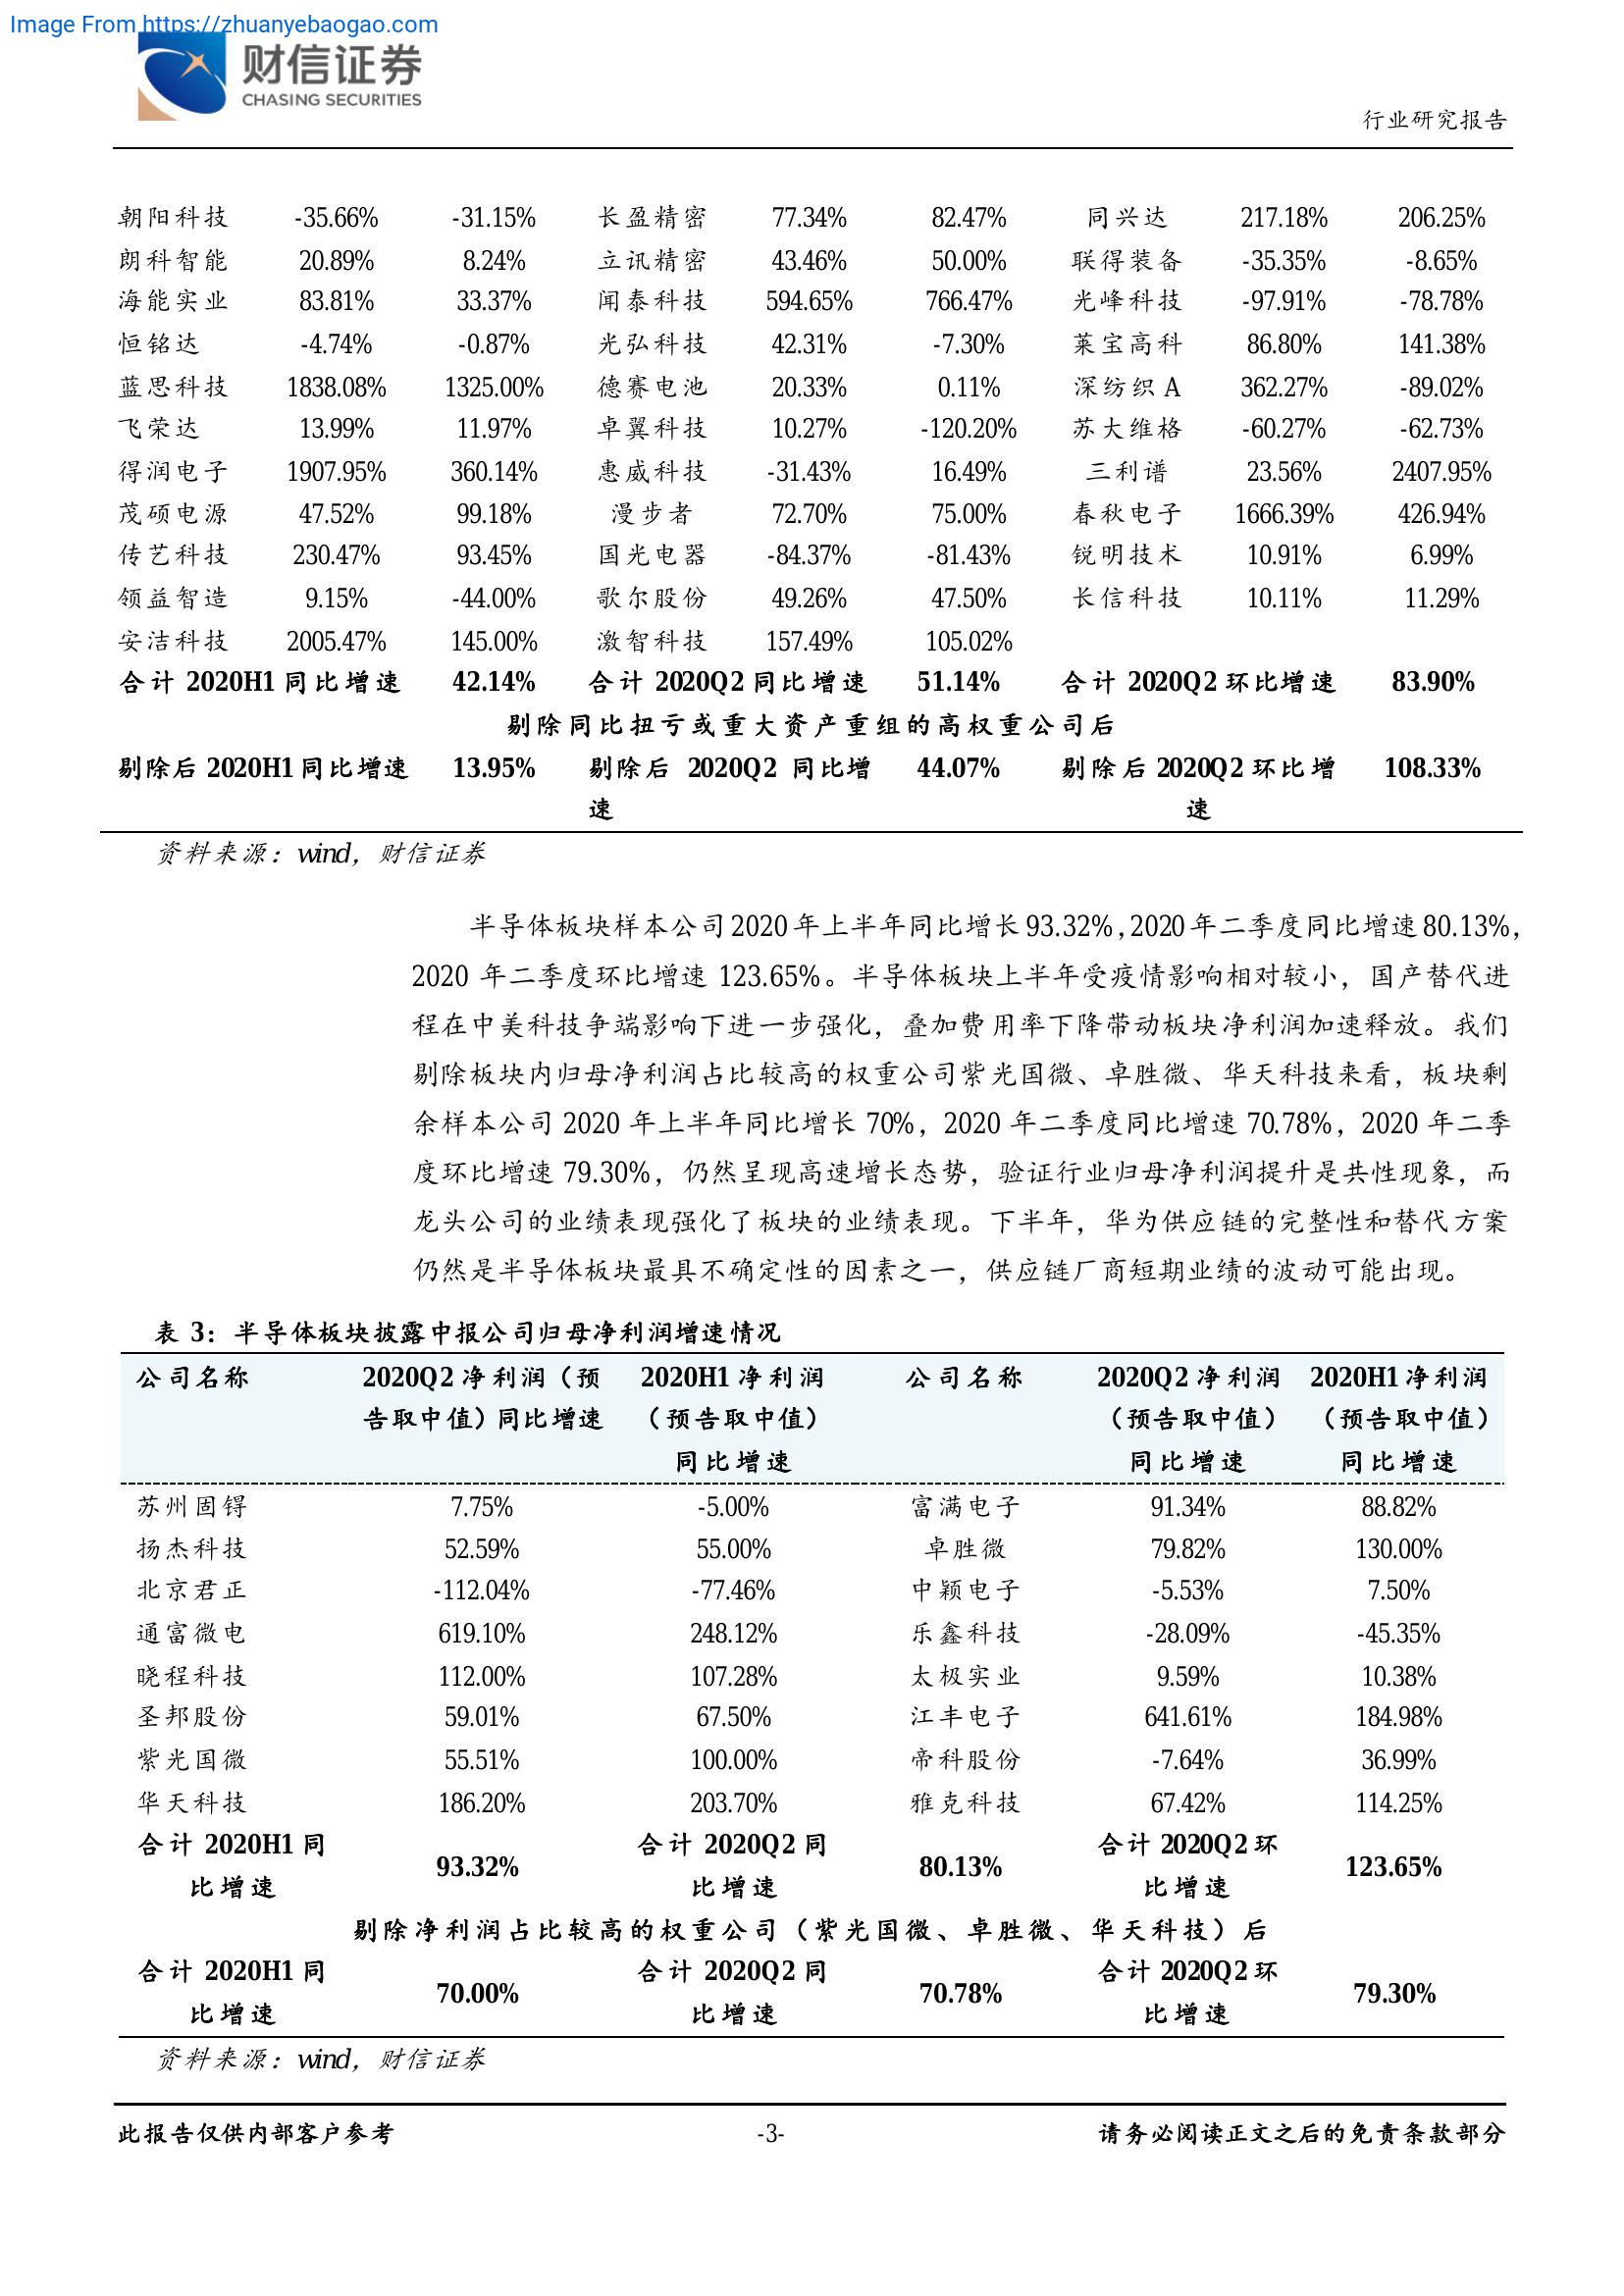 Image From https://zhuanyebaogao.com
财信证券
CHASING SECURITIES
行业研究报告
朝阳科技 -35.66% -31.15% 长盈精密 77.34% 82.47% 同兴达 217.18% 206.25%
朗科智能 20.89% 8.24% 立讯精密 43.46% 50.00% 联得装备 -35.35% -8.65%
海能实业 83.81% 33.37% 闻泰科技 594.65% 766.47% 光峰科技 -97.91% -78.78%
恒铭达 -4.74% -0.87% 光弘科技 42.31% -7.30% 莱宝高科 86.80% 141.38%
蓝思科技 1838.08% 1325.00% 德赛电池 20.33% 0.11% 深纺织 A 362.27% -89.02%
飞荣达 13.99% 11.97% 卓翼科技 10.27% -120.20% 苏大维格 -60.27% -62.73%
得润电子 1907.95% 360.14% 惠威科技 -31.43% 16.49% 三利谱 23.56% 2407.95%
茂硕电源 47.52% 99.18% 漫步者 72.70% 75.00% 春秋电子 1666.39% 426.94%
传艺科技 230.47% 93.45% 国光电器 -84.37% -81.43% 锐明技术 10.91% 6.99%
领益智造 9.15% -44.00% 歌尔股份 49.26% 47.50% 长信科技 10.11% 11.29%
安洁科技 2005.47% 145.00% 激智科技 157.49% 105.02%
合计 2020H1 同比增速 42.14% 合计 2020Q2 同比增速 51.14% 合计 2020Q2 环比增速 83.90%
剔除同比扭亏或重大资产重组的高权重公司后
剔除后 2020H1 同比增速 13.95% 剔除后 2020Q2 同比增 44.07% 剔除后 2020Q2 环比增 108.33%
速 速
资料来源：wind，财信证券
半导体板块样本公司 2020 年上半年同比增长 93.32%，2020 年二季度同比增速 80.13%，
2020 年二季度环比增速 123.65%。半导体板块上半年受疫情影响相对较小，国产替代进
程在中美科技争端影响下进一步强化，叠加费用率下降带动板块净利润加速释放。我们
剔除板块内归母净利润占比较高的权重公司紫光国微、卓胜微、华天科技来看，板块剩
余样本公司 2020 年上半年同比增长 70%，2020 年二季度同比增速 70.78%，2020 年二季
度环比增速 79.30%，仍然呈现高速增长态势，验证行业归母净利润提升是共性现象，而
龙头公司的业绩表现强化了板块的业绩表现。下半年，华为供应链的完整性和替代方案
仍然是半导体板块最具不确定性的因素之一，供应链厂商短期业绩的波动可能出现。
表 3：半导体板块披露中报公司归母净利润增速情况
公司名称 2020Q2 净利润（预 2020H1 净利润 公司名称 2020Q2 净利润 2020H1 净利润
告取中值）同比增速 （预告取中值） （预告取中值） （预告取中值）
同比增速 同比增速 同比增速
苏州固锝 7.75% -5.00% 富满电子 91.34% 88.82%
扬杰科技 52.59% 55.00% 卓胜微 79.82% 130.00%
北京君正 -112.04% -77.46% 中颖电子 -5.53% 7.50%
通富微电 619.10% 248.12% 乐鑫科技 -28.09% -45.35%
晓程科技 112.00% 107.28% 太极实业 9.59% 10.38%
圣邦股份 59.01% 67.50% 江丰电子 641.61% 184.98%
紫光国微 55.51% 100.00% 帝科股份 -7.64% 36.99%
华天科技 186.20% 203.70% 雅克科技 67.42% 114.25%
合计 2020H1 同 合计 2020Q2 同 合计 2020Q2 环
93.32% 80.13% 123.65%
比增速 比增速 比增速
剔除净利润占比较高的权重公司（紫光国微、卓胜微、华天科技）后
合计 2020H1 同 合计 2020Q2 同 合计 2020Q2 环
70.00% 70.78% 79.30%
比增速 比增速 比增速
资料来源：wind，财信证券
此报告仅供内部客户参考 -3- 请务必阅读正文之后的免责条款部分